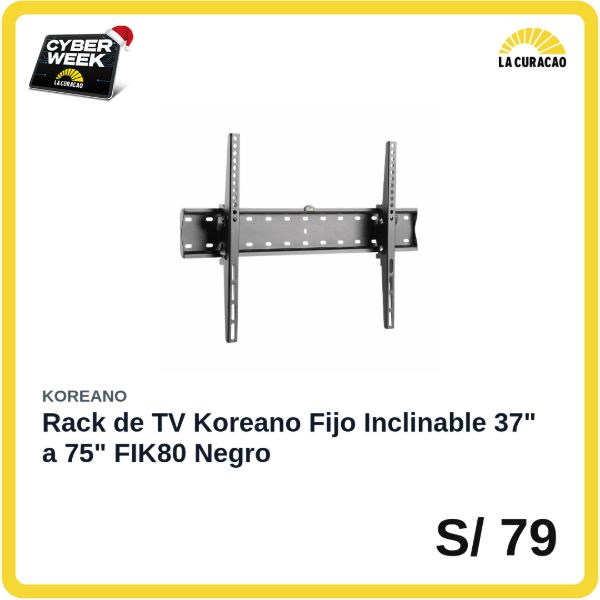 CYBER
WEEK
LA CURACAO
LA CURACAO
KOREANO
Rack de TV Koreano Fijo Inclinable 37"
a 75" FIK80 Negro
S/ 79